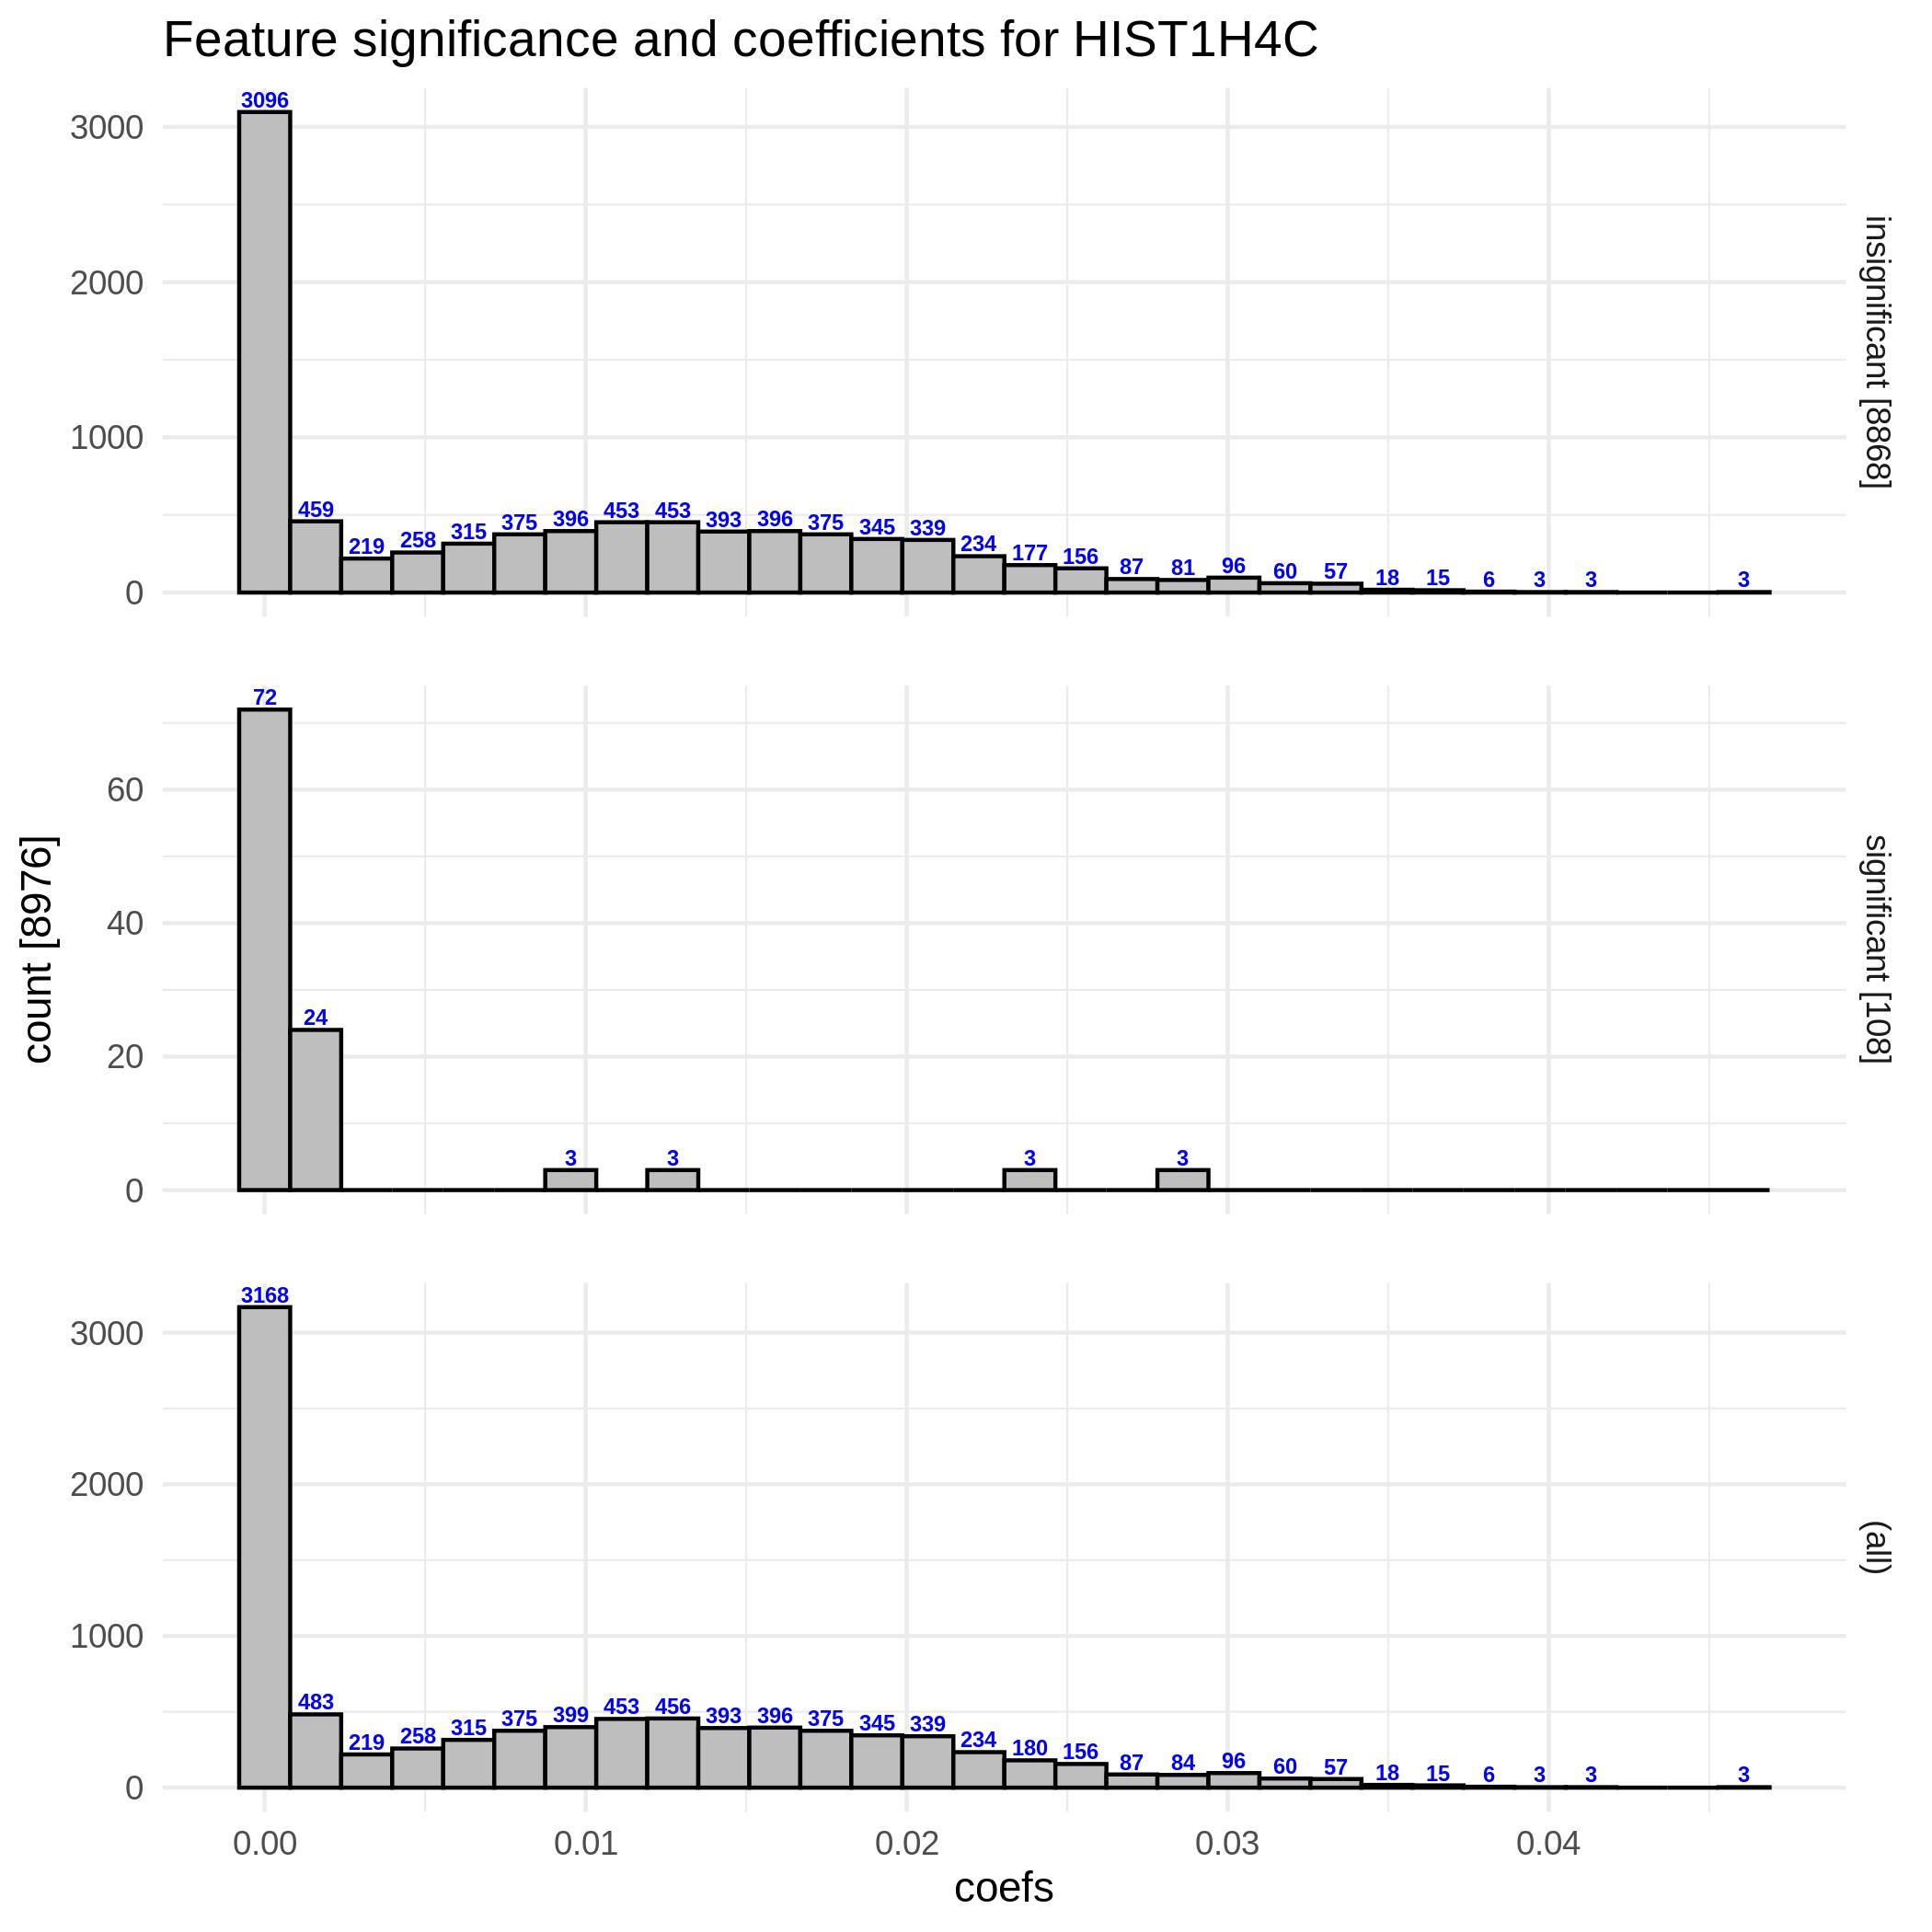 Feature significance and coefficients for HIST1H4C
3096
3000
2000
1000
0
459 219 258 315 375 396 453 453 393 396 375 345 339 234 177 156 87 81 96 60 57 18 15 6 3 3 3
insignificant [8868]
72
60
40
20
0
24 3 3 3 3
significant [108]
count [8976]
3168
3000
2000
1000
0
483 219 258 315 375 399 453 456 393 396 375 345 339 234 180 156 87 84 96 60 57 18 15 6 3 3 3
(all)
0.00 0.01 0.02 0.03 0.04
coefs